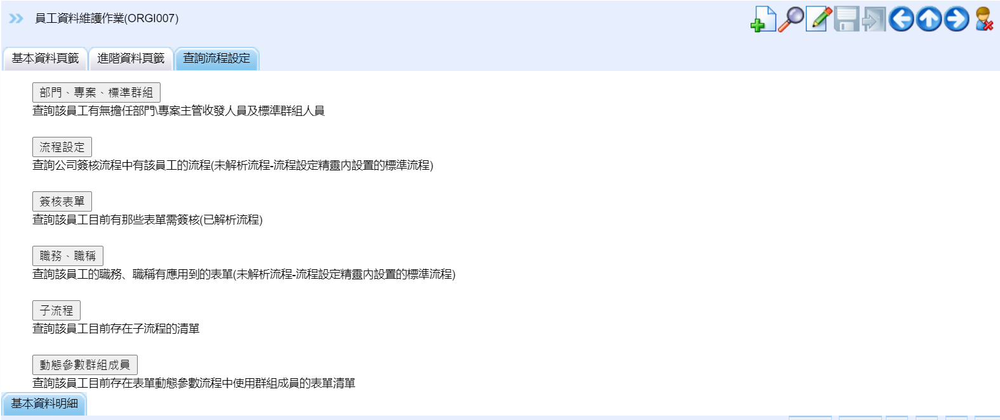 員工資料維護作業(ORGI007)
基本資料頁籤 進階資料頁籤 查詢流程設定
部門、專案、標準群組
查詢該員工有無擔任部門\專案主管收發人員及標準群組人員
流程設定
查詢公司簽核流程中有該員工的流程(未解析流程-流程設定精靈內設置的標準流程)
簽核表單
查詢該員工目前有那些表單需簽核(已解析流程)
職務、職稱
查詢該員工的職務、職稱有應用到的表單(未解析流程-流程設定精靈內設置的標準流程)
子流程
查詢該員工目前存在子流程的清單
動態參數群組成員
查詢該員工目前存在表單動態參數流程中使用群組成員的表單清單
基本資料明細